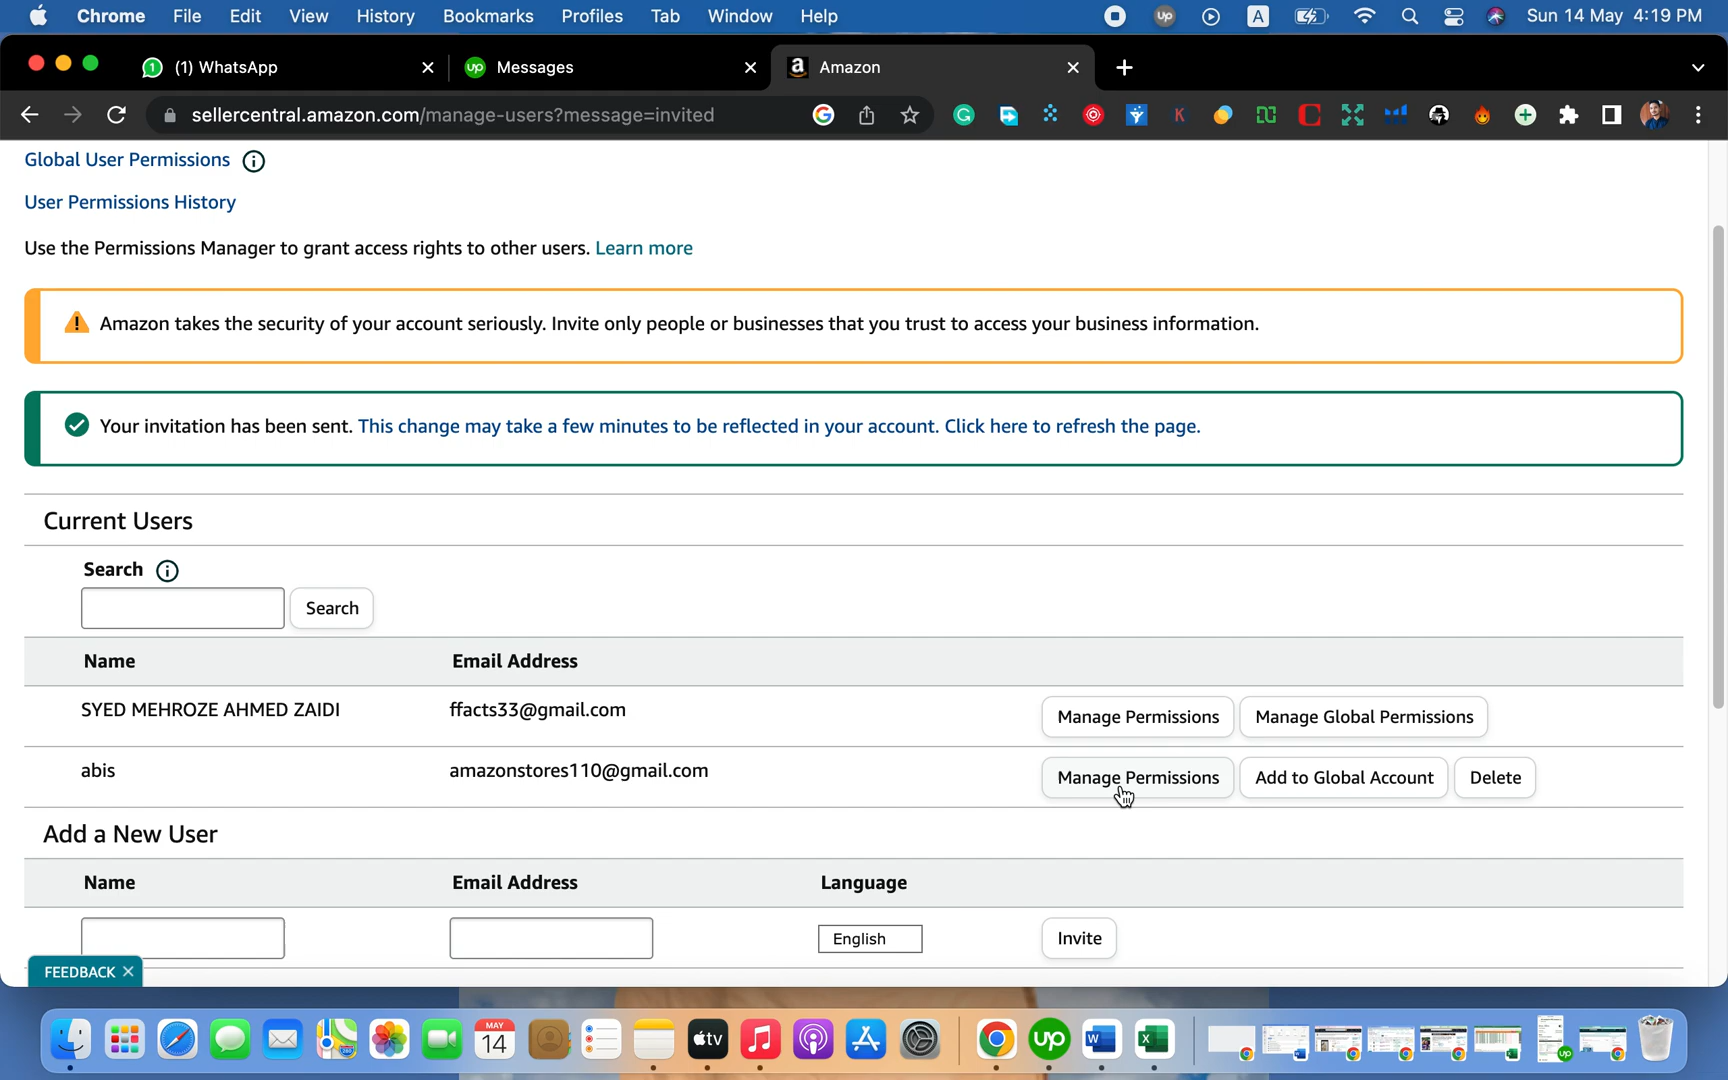 Chrome File Edit View History Bookmarks Profiles Tab Window Help UP A Sun 14 May 4:19 PM
1 (1) WhatsApp up Messages a Amazon
sellercentral.amazon.com/manage-users?message=invited
Global User Permissions
User Permissions History
Use the Permissions Manager to grant access rights to other users. Learn more
Amazon takes the security of your account seriously. Invite only people or businesses that you trust to access your business information.
Your invitation has been sent. This change may take a few minutes to be reflected in your account. Click here to refresh the page.
Current Users
Search
Search
Name Email Address
SYED MEHROZE AHMED ZAIDI ffacts33@gmail.com Manage Permissions Manage Global Permissions
abis amazonstores110@gmail.com Manage Permissions Add to Global Account Delete
Add a New User
Name Email Address Language
English Invite
FEEDBACK
MAY
14
tv up W X